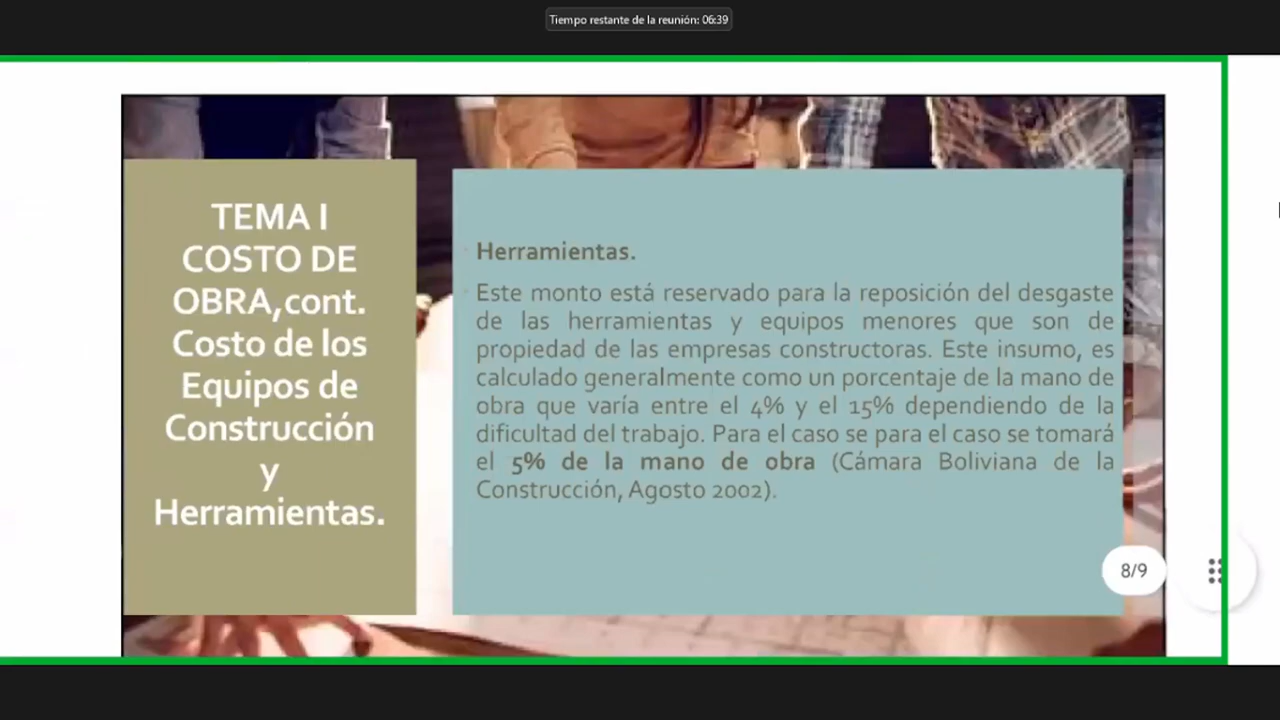 Tiempo restante de la reunión: 06:39
TEMA I
COSTO DE
OBRA,cont.
Costo de los
Equipos de
Construcción
y
Herramientas.
Herramientas.
Este monto está reservado para la reposición del desgaste
de las herramientas y equipos menores que son de
propiedad de las empresas constructoras. Este insumo, es
calculado generalmente como un porcentaje de la mano de
obra que varía entre el 4% y el 15% dependiendo de la
dificultad del trabajo. Para el caso se para el caso se tomará
el 5% de la mano de obra (Cámara Boliviana de la
Construcción, Agosto 2002).
8/9